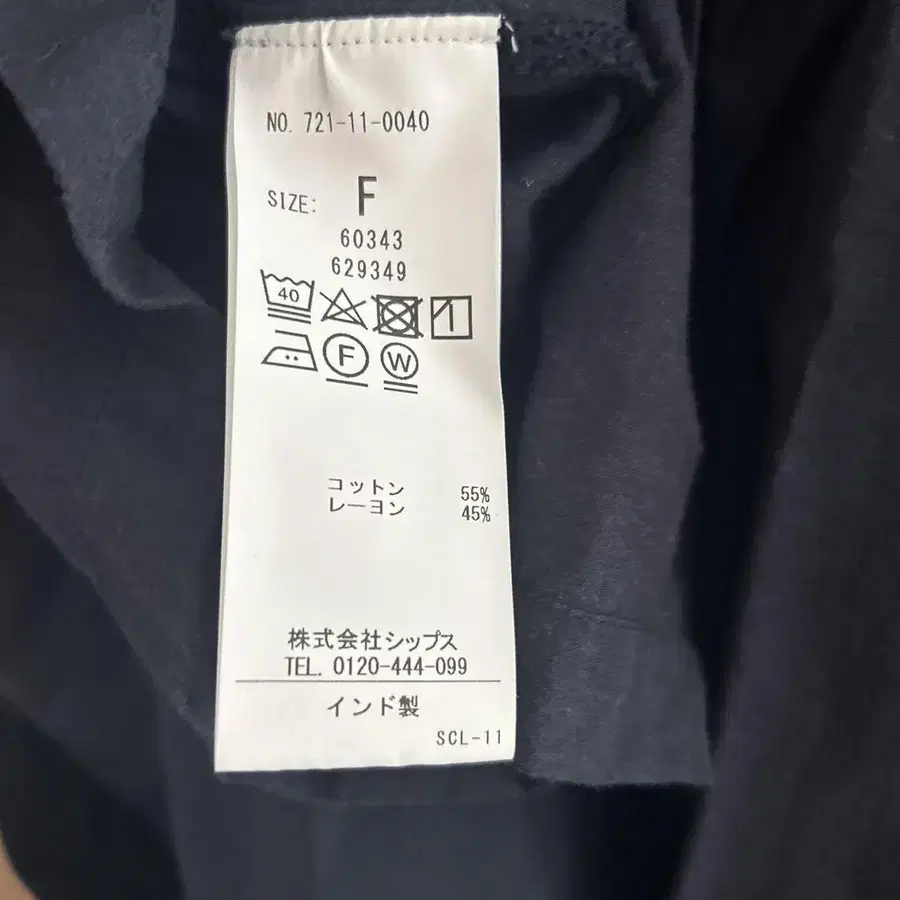 NO. 721-11-0040
SIZE: F
60343
629349
40
F W
コットン 55%
レーヨン 45%
株式会社シップス
TEL. 0120-444-099
インド製
SCL-11